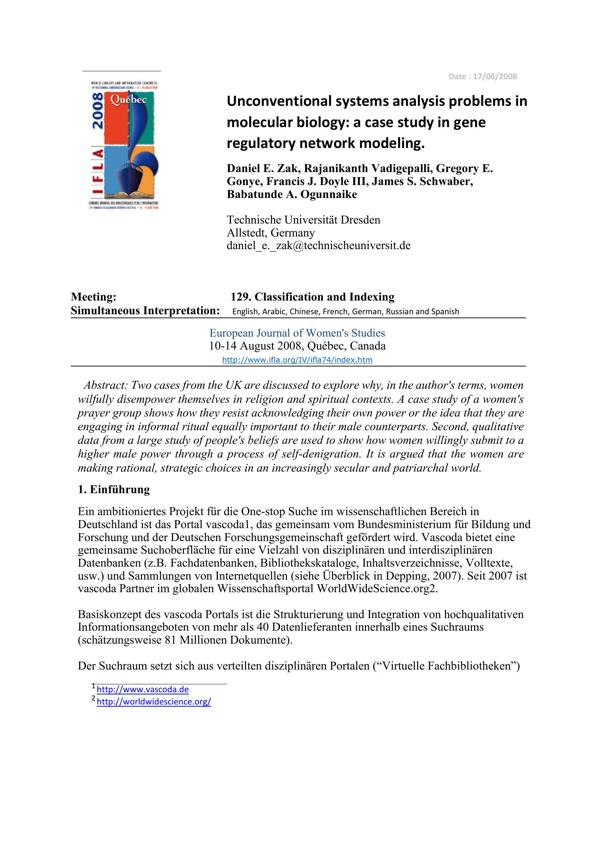 Date : 17/06/2008
WORLD LIBRARY AND INFORMATION CONGRESS:
IFLA 2008
Québec
Unconventional systems analysis problems in
molecular biology: a case study in gene
regulatory network modeling.
Daniel E. Zak, Rajanikanth Vadigepalli, Gregory E.
Gonye, Francis J. Doyle III, James S. Schwaber,
Babatunde A. Ogunnaike
Technische Universität Dresden
Allstedt, Germany
daniel_e._zak@technischeuniversit.de
Meeting: 129. Classification and Indexing
Simultaneous Interpretation: English, Arabic, Chinese, French, German, Russian and Spanish
European Journal of Women's Studies
10-14 August 2008, Québec, Canada
http://www.ifla.org/IV/ifla74/index.htm
Abstract: Two cases from the UK are discussed to explore why, in the author's terms, women
wilfully disempower themselves in religion and spiritual contexts. A case study of a women's
prayer group shows how they resist acknowledging their own power or the idea that they are
engaging in informal ritual equally important to their male counterparts. Second, qualitative
data from a large study of people's beliefs are used to show how women willingly submit to a
higher male power through a process of self-denigration. It is argued that the women are
making rational, strategic choices in an increasingly secular and patriarchal world.
1. Einführung
Ein ambitioniertes Projekt für die One-stop Suche im wissenschaftlichen Bereich in
Deutschland ist das Portal vascoda1, das gemeinsam vom Bundesministerium für Bildung und
Forschung und der Deutschen Forschungsgemeinschaft gefördert wird. Vascoda bietet eine
gemeinsame Suchoberfläche für eine Vielzahl von disziplinären und interdisziplinären
Datenbanken (z.B. Fachdatenbanken, Bibliothekskataloge, Inhaltsverzeichnisse, Volltexte,
usw.) und Sammlungen von Internetquellen (siehe Überblick in Depping, 2007). Seit 2007 ist
vascoda Partner im globalen Wissenschaftsportal WorldWideScience.org2.
Basiskonzept des vascoda Portals ist die Strukturierung und Integration von hochqualitativen
Informationsangeboten von mehr als 40 Datenlieferanten innerhalb eines Suchraums
(schätzungsweise 81 Millionen Dokumente).
Der Suchraum setzt sich aus verteilten disziplinären Portalen (“Virtuelle Fachbibliotheken”)
1 http://www.vascoda.de
2 http://worldwidescience.org/